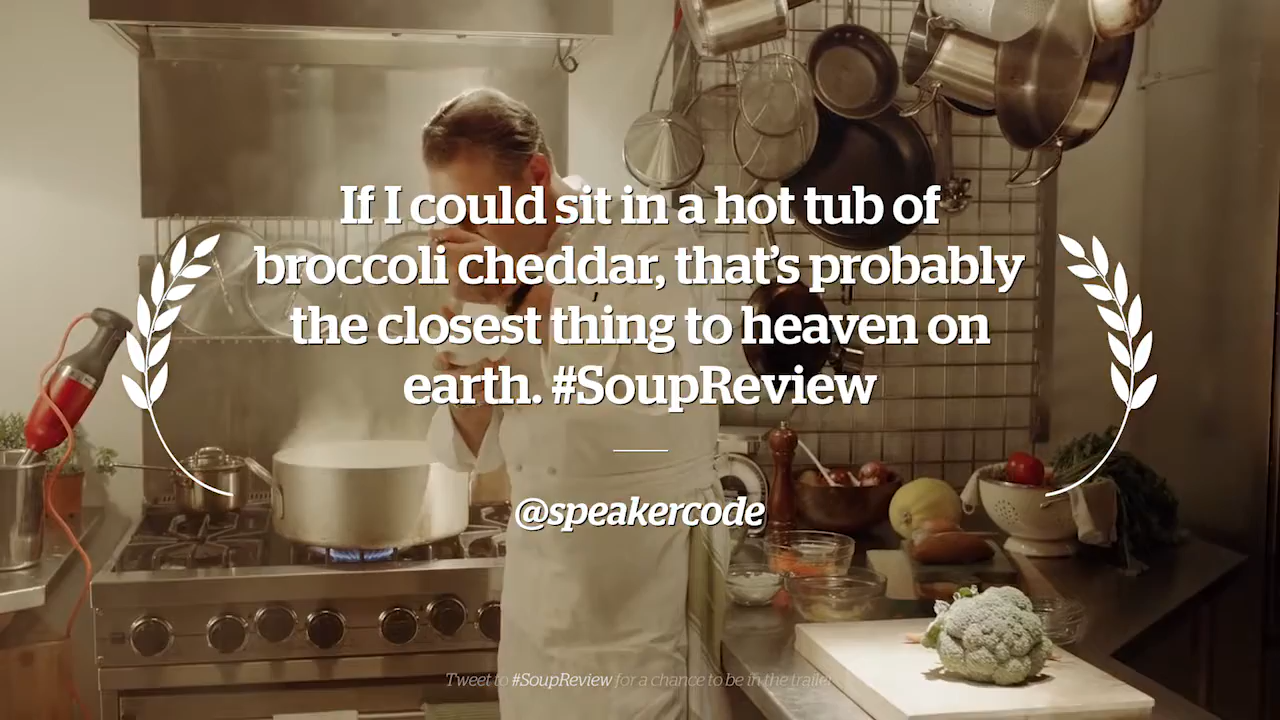 If I could sit in a hot tub of
broccoli cheddar, that's probably
the closest thing to heaven on
earth. #SoupReview
@speakercode
Tweet to #SoupReview for a chance to be in the trailer